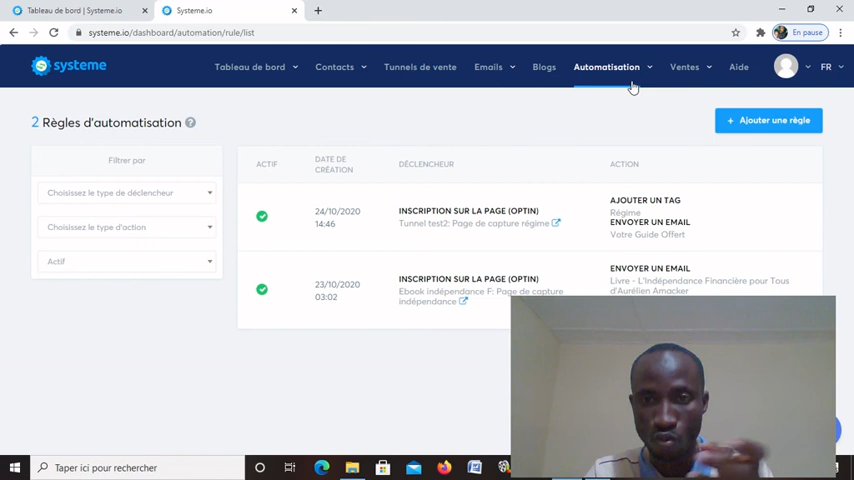 Tableau de bord | Systeme.io
Systeme.io
systeme.io/dashboard/automation/rule/list
En pause
systeme
Tableau de bord
Contacts
Tunnels de vente
Emails
Blogs
Automatisation
Ventes
Aide
FR
2 Règles d'automatisation
+ Ajouter une règle
Filtrer par
Choisissez le type de déclencheur
Choisissez le type d'action
Actif
ACTIF
DATE DE
CRÉATION
DÉCLENCHEUR
ACTION
24/10/2020
14:46
INSCRIPTION SUR LA PAGE (OPTIN)
Tunnel test2: Page de capture régime
AJOUTER UN TAG
Régime
ENVOYER UN EMAIL
Votre Guide Offert
23/10/2020
03:02
INSCRIPTION SUR LA PAGE (OPTIN)
Ebook indépendance F: Page de capture
indépendance
ENVOYER UN EMAIL
Livre - L'Indépendance Financière pour Tous
d'Aurélien Amacker
Taper ici pour rechercher